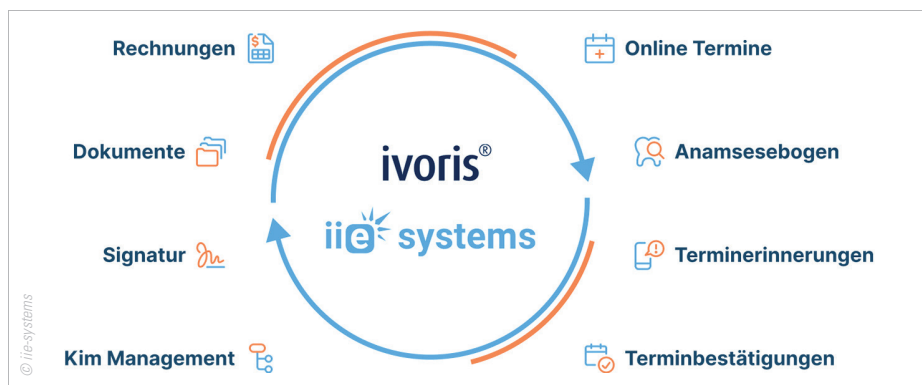 Rechnungen
Online Termine
Dokumente
Anamsesebogen
ivoris®
iie systems
Signatur
Terminerinnerungen
Kim Management
Terminbestätigungen
© iie-systems